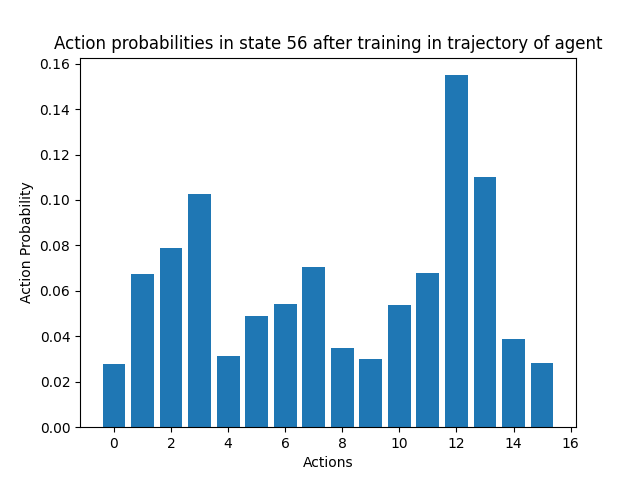 Action probabilities in state 56 after training in trajectory of agent
0.16
0.14
0.12
0.10
0.08
0.06
0.04
0.02
0.00
Action Probability
0 2 4 6 8 10 12 14 16
Actions